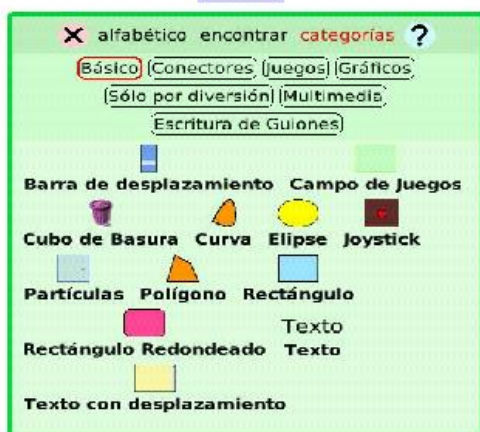 alfabético encontrar categorías ?
Básico Conectores Juegos Gráficos
Sólo por diversión Multimedia
Escritura de Guiones
Barra de desplazamiento Campo de Juegos
Cubo de Basura Curva Elipse Joystick
Partículas Polígono Rectángulo
Texto
Rectángulo Redondeado Texto
Texto con desplazamiento